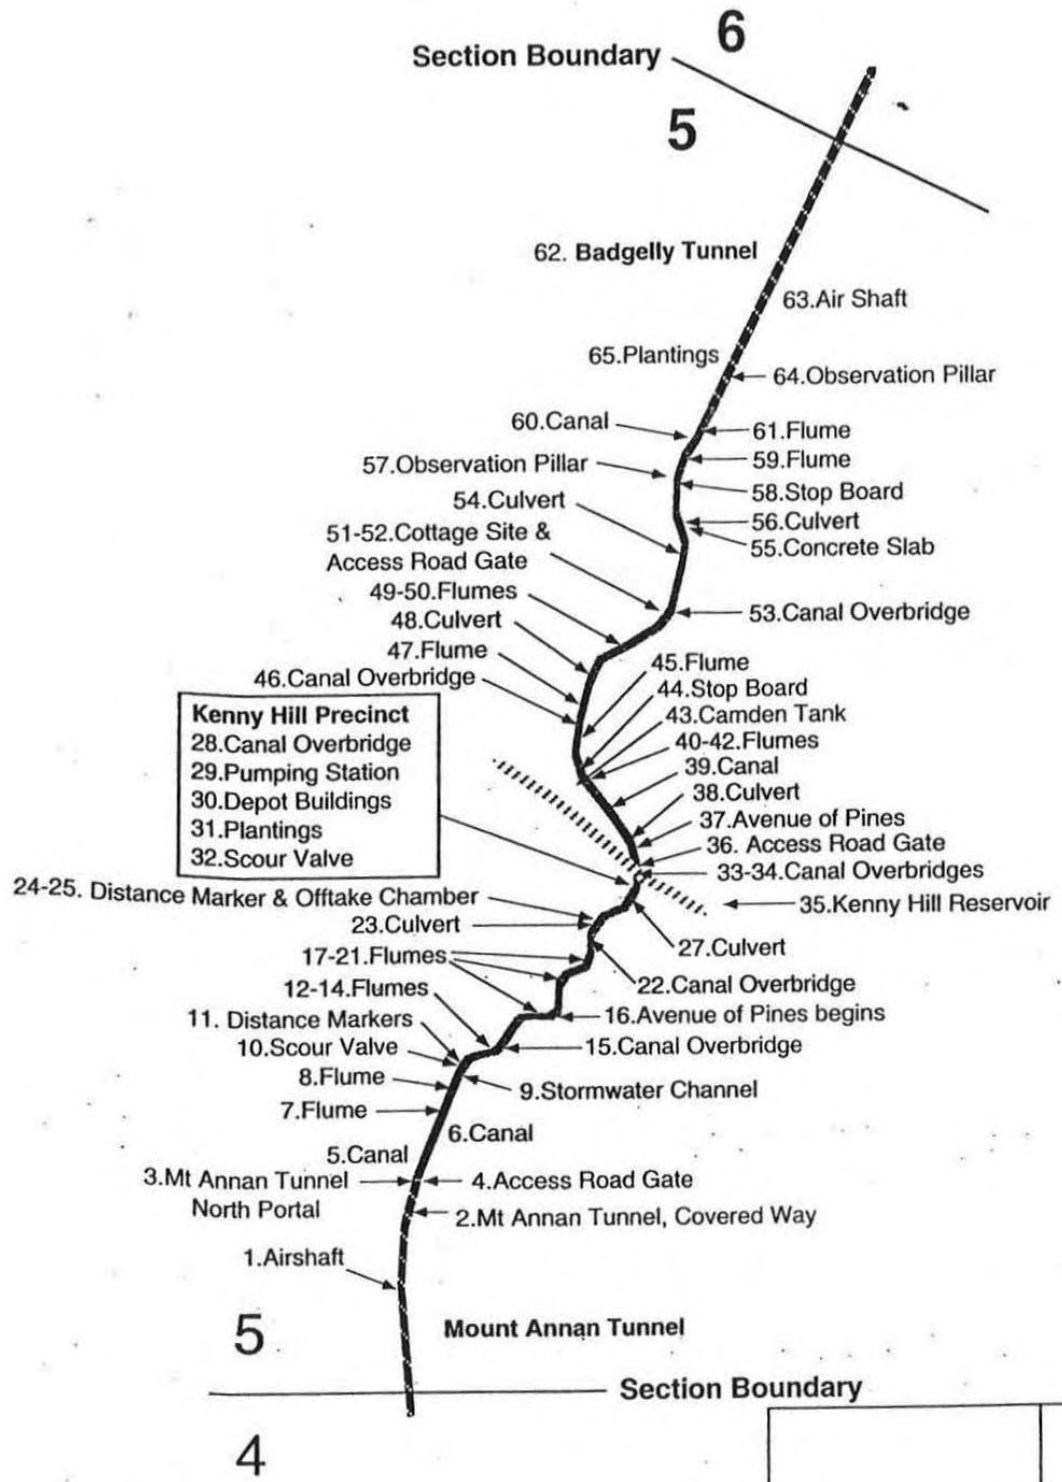 6
Section Boundary
5
62. Badgelly Tunnel
63.Air Shaft
65.Plantings
64.Observation Pillar
60.Canal
61.Flume
57.Observation Pillar
59.Flume
58.Stop Board
54.Culvert
56.Culvert
51-52.Cottage Site &
Access Road Gate
55.Concrete Slab
49-50.Flumes
53.Canal Overbridge
48.Culvert
47.Flume
45.Flume
46.Canal Overbridge
44.Stop Board
43.Camden Tank
40-42.Flumes
39.Canal
38.Culvert
37.Avenue of Pines
36. Access Road Gate
33-34.Canal Overbridges
Kenny Hill Precinct
28.Canal Overbridge
29.Pumping Station
30.Depot Buildings
31.Plantings
32.Scour Valve
24-25. Distance Marker & Offtake Chamber
35.Kenny Hill Reservoir
23.Culvert
27.Culvert
17-21.Flumes
22.Canal Overbridge
12-14.Flumes
16.Avenue of Pines begins
11. Distance Markers
10.Scour Valve
15.Canal Overbridge
8.Flume
9.Stormwater Channel
7.Flume
6.Canal
5.Canal
3.Mt Annan Tunnel
North Portal
4.Access Road Gate
2.Mt Annan Tunnel, Covered Way
1.Airshaft
5
Mount Annan Tunnel
Section Boundary
4